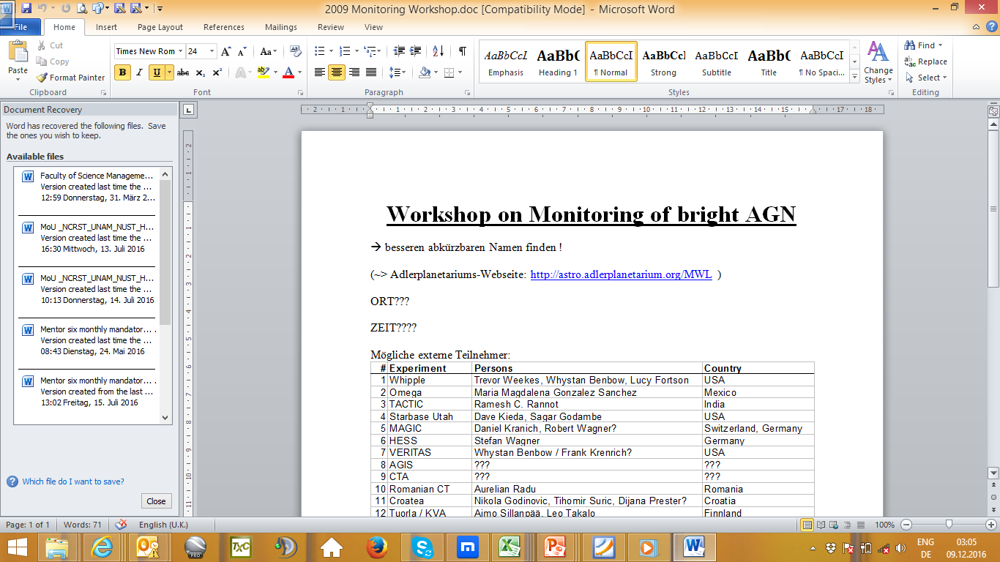 2009 Monitoring Workshop.doc [Compatibility Mode] - Microsoft Word
File Home Insert Page Layout References Mailings Review View
Paste
Cut
Copy
Format Painter
Clipboard
Times New Rom 24
Font
Paragraph
AaBbCcI AaBbC AaBbCcI AaBbCcl AaBbCcI AaBbC AaBbCcI
Emphasis Heading 1 ¶ Normal Strong Subtitle Title ¶ No Spaci...
Styles
Change Styles
Find
Replace
Select
Editing
Document Recovery
Word has recovered the following files. Save
the ones you wish to keep.
Available files
Faculty of Science Manageme...
Version created last time the ...
12:59 Donnerstag, 31. März 2...
MoU _NCRST_UNAM_NUST_H...
Version created last time the ...
16:30 Mittwoch, 13. Juli 2016
MoU _NCRST_UNAM_NUST_H...
Version created last time the ...
10:13 Donnerstag, 14. Juli 2016
Mentor six monthly mandator... .
Version created last time the ...
08:43 Dienstag, 24. Mai 2016
Mentor six monthly mandator... .
Version created from the last ...
13:02 Freitag, 15. Juli 2016
Which file do I want to save?
Close
Workshop on Monitoring of bright AGN
→ besseren abkürzbaren Namen finden !
(~> Adlerplanetariums-Webseite: http://astro.adlerplanetarium.org/MWL )
ORT???
ZEIT????
Mögliche externe Teilnehmer:
# Experiment Persons Country
1 Whipple Trevor Weekes, Whystan Benbow, Lucy Fortson USA
2 Omega Maria Magdalena Gonzalez Sanchez Mexico
3 TACTIC Ramesh C. Rannot India
4 Starbase Utah Dave Kieda, Sagar Godambe USA
5 MAGIC Daniel Kranich, Robert Wagner? Switzerland, Germany
6 HESS Stefan Wagner Germany
7 VERITAS Whystan Benbow / Frank Krenrich? USA
8 AGIS ??? ???
9 CTA ??? ???
10 Romanian CT Aurelian Radu Romania
11 Croatea Nikola Godinovic, Tihomir Suric, Dijana Prester? Croatia
12 Tuorla / KVA Aimo Sillanpää, Leo Takalo Finnland
Page: 1 of 1 Words: 71 English (U.K.) 100%
ENG 03:05
DE 09.12.2016